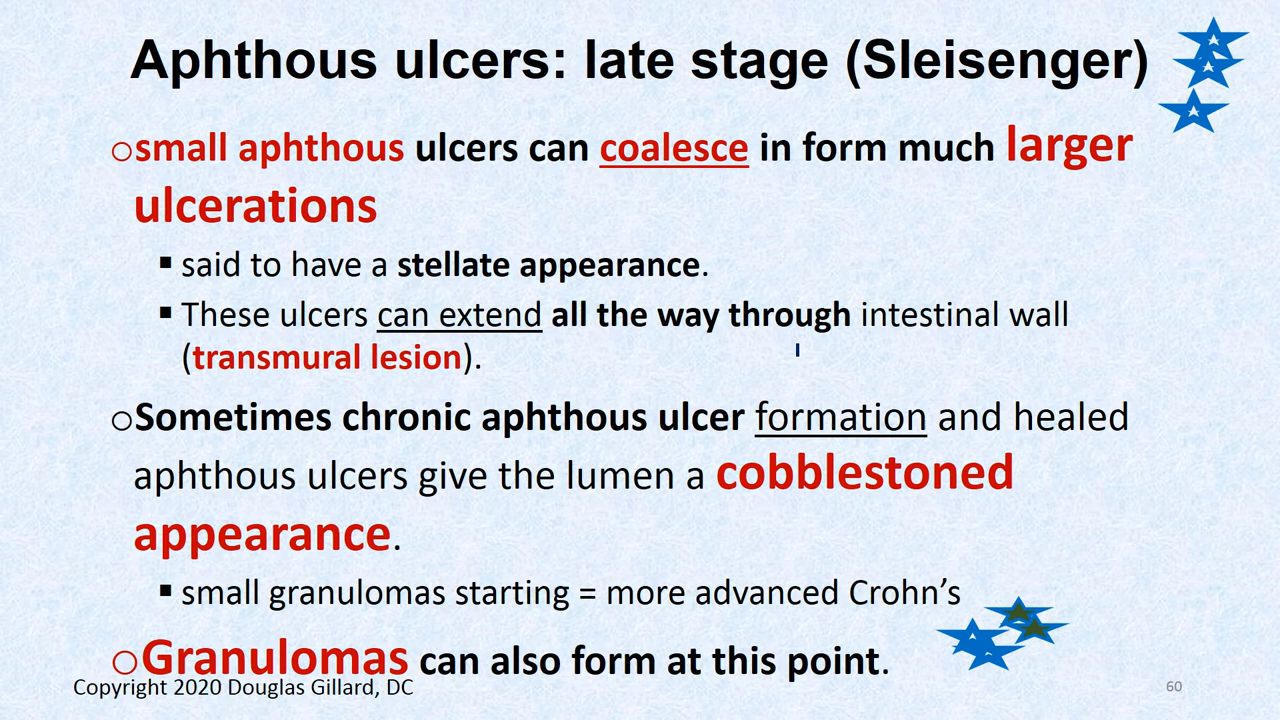 Aphthous ulcers: late stage (Sleisenger)
○small aphthous ulcers can coalesce in form much larger
ulcerations
▪ said to have a stellate appearance.
▪ These ulcers can extend all the way through intestinal wall
(transmural lesion).
○Sometimes chronic aphthous ulcer formation and healed
aphthous ulcers give the lumen a cobblestoned
appearance.
▪ small granulomas starting = more advanced Crohn’s
○Granulomas can also form at this point.
Copyright 2020 Douglas Gillard, DC
60